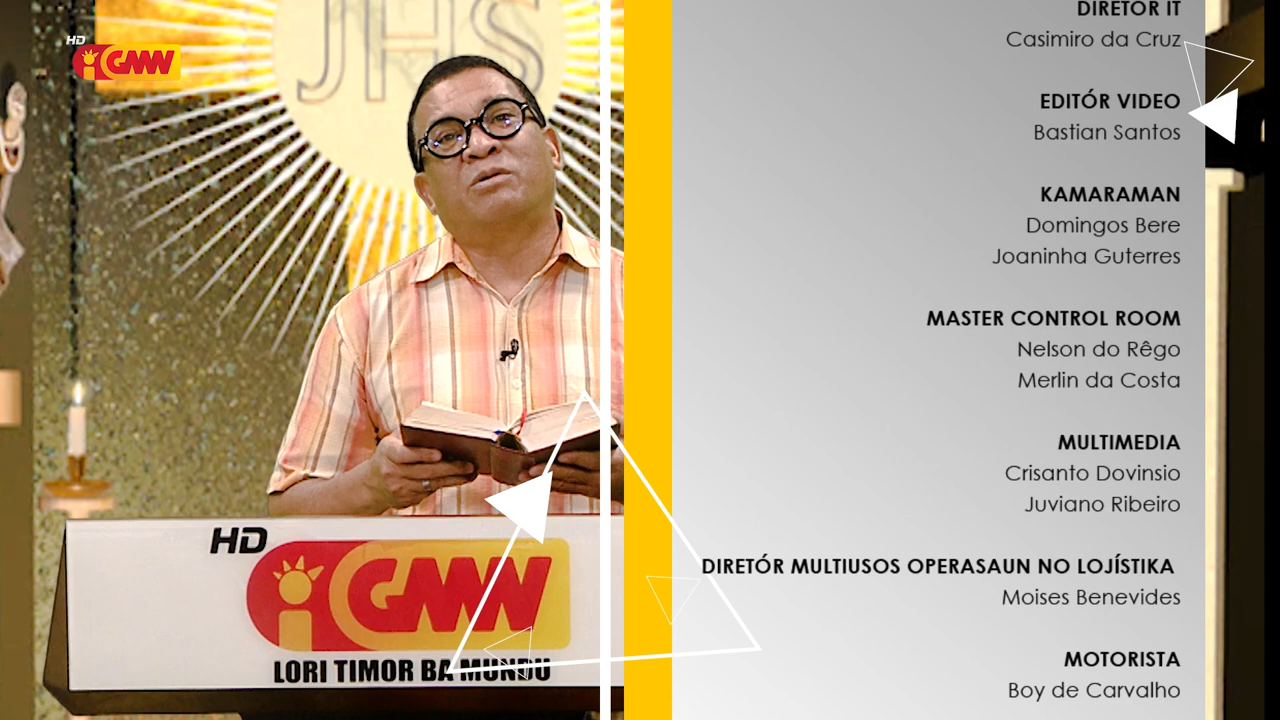 HD
iGMN
JHS
DIRETOR IT
Casimiro da Cruz
EDITÓR VIDEO
Bastian Santos
KAMARAMAN
Domingos Bere
Joaninha Guterres
MASTER CONTROL ROOM
Nelson do Rêgo
Merlin da Costa
MULTIMEDIA
Crisanto Dovinsio
Juviano Ribeiro
DIRETÓR MULTIUSOS OPERASAUN NO LOJÍSTIKA
Moises Benevides
MOTORISTA
Boy de Carvalho
HD
iGMN
LORI TIMOR BA MUNDU